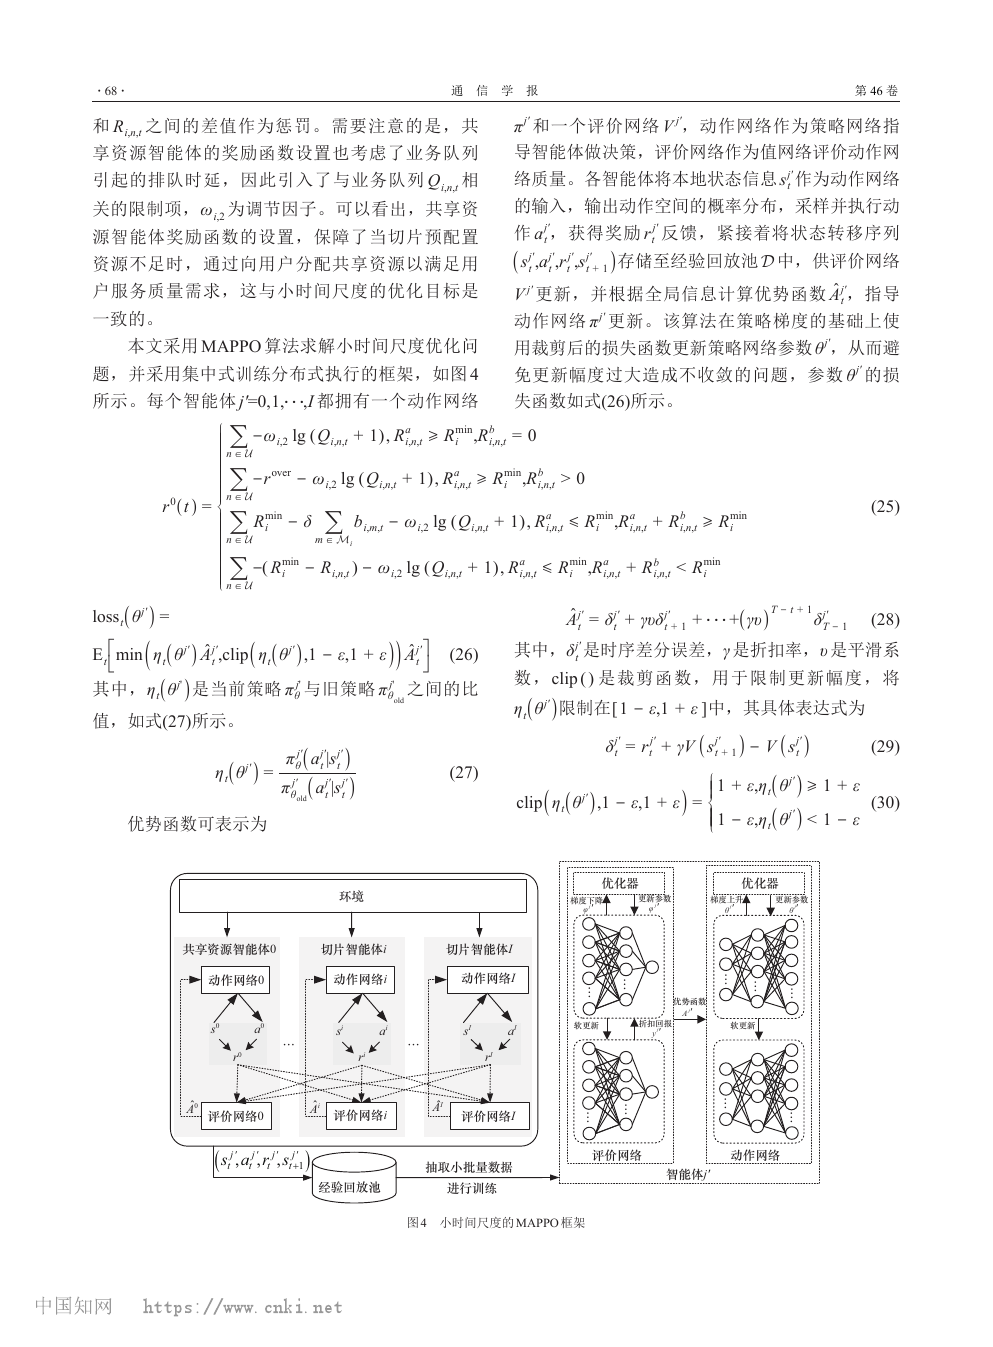 ·68·
通 信 学 报
第 46 卷
和 R_{i,n,t} 之间的差值作为惩罚。需要注意的是，共
享资源智能体的奖励函数设置也考虑了业务队列
引起的排队时延，因此引入了与业务队列 Q_{i,n,t} 相
关的限制项，ω_{i,2} 为调节因子。可以看出，共享资
源智能体奖励函数的设置，保障了当切片预配置
资源不足时，通过向用户分配共享资源以满足用
户服务质量需求，这与小时间尺度的优化目标是
一致的。
本文采用 MAPPO 算法求解小时间尺度优化问
题，并采用集中式训练分布式执行的框架，如图 4
所示。每个智能体 j′=0,1,···,I 都拥有一个动作网络
π^{j′} 和一个评价网络 V^{j′}，动作网络作为策略网络指
导智能体做决策，评价网络作为值网络评价动作网
络质量。各智能体将本地状态信息 s_t^{j′} 作为动作网络
的输入，输出动作空间的概率分布，采样并执行动
作 a_t^{j′}，获得奖励 r_t^{j′} 反馈，紧接着将状态转移序列
(s_t^{j′},a_t^{j′},r_t^{j′},s_{t+1}^{j′}) 存储至经验回放池 𝒟 中，供评价网络
V^{j′} 更新，并根据全局信息计算优势函数 Â_t^{j′}，指导
动作网络 π^{j′} 更新。该算法在策略梯度的基础上使
用裁剪后的损失函数更新策略网络参数 θ^{j′}，从而避
免更新幅度过大造成不收敛的问题，参数 θ^{j′} 的损
失函数如式(26)所示。
r^0(t) = {
∑_{n∈𝒰} −ω_{i,2} lg(Q_{i,n,t} + 1), R_{i,n,t}^a ⩾ R_i^{min}, R_{i,n,t}^b = 0
∑_{n∈𝒰} −r^{over} − ω_{i,2} lg(Q_{i,n,t} + 1), R_{i,n,t}^a ⩾ R_i^{min}, R_{i,n,t}^b > 0
∑_{n∈𝒰} R_i^{min} − δ ∑_{m∈ℳ_i} b_{i,m,t} − ω_{i,2} lg(Q_{i,n,t} + 1), R_{i,n,t}^a ⩽ R_i^{min}, R_{i,n,t}^a + R_{i,n,t}^b ⩾ R_i^{min}
∑_{n∈𝒰} −(R_i^{min} − R_{i,n,t}) − ω_{i,2} lg(Q_{i,n,t} + 1), R_{i,n,t}^a ⩽ R_i^{min}, R_{i,n,t}^a + R_{i,n,t}^b < R_i^{min}
(25)
loss_t(θ^{j′}) =
E_t[min(η_t(θ^{j′})Â_t^{j′}, clip(η_t(θ^{j′}),1 − ε,1 + ε))Â_t^{j′}] (26)
其中，η_t(θ^{j′}) 是当前策略 π_θ^{j′} 与旧策略 π_{θ_old}^{j′} 之间的比
值，如式(27)所示。
η_t(θ^{j′}) = π_θ^{j′}(a_t^{j′}|s_t^{j′}) / π_{θ_old}^{j′}(a_t^{j′}|s_t^{j′}) (27)
优势函数可表示为
Â_t^{j′} = δ_t^{j′} + γυδ_{t+1}^{j′} + ··· + (γυ)^{T−t+1}δ_{T−1}^{j′} (28)
其中，δ_t^{j′} 是时序差分误差，γ 是折扣率，υ 是平滑系
数，clip() 是裁剪函数，用于限制更新幅度，将
η_t(θ^{j′}) 限制在[1 − ε,1 + ε]中，其具体表达式为
δ_t^{j′} = r_t^{j′} + γV(s_{t+1}^{j′}) − V(s_t^{j′}) (29)
clip(η_t(θ^{j′}),1 − ε,1 + ε) = {
1 + ε, η_t(θ^{j′}) ⩾ 1 + ε
1 − ε, η_t(θ^{j′}) < 1 − ε
(30)
环境
共享资源智能体0
切片智能体i
切片智能体I
动作网络0
动作网络i
动作网络I
s^0 a^0
s^i a^i
s^I a^I
r^0
r^i
r^I
… …
Â^0
评价网络0
Â^i
评价网络i
Â^I
评价网络I
(s_t^{j′},a_t^{j′},r_t^{j′},s_{t+1}^{j′})
经验回放池
抽取小批量数据
进行训练
优化器
梯度下降 φ^{j′}
更新参数 φ^{j′}
软更新
折扣回报 γ^{j′}
评价网络
优势函数
A^{j′}
优化器
梯度上升 θ^{j′}
更新参数 θ^{j′}
软更新
动作网络
智能体j′
图 4 小时间尺度的 MAPPO 框架
中国知网 https://www.cnki.net